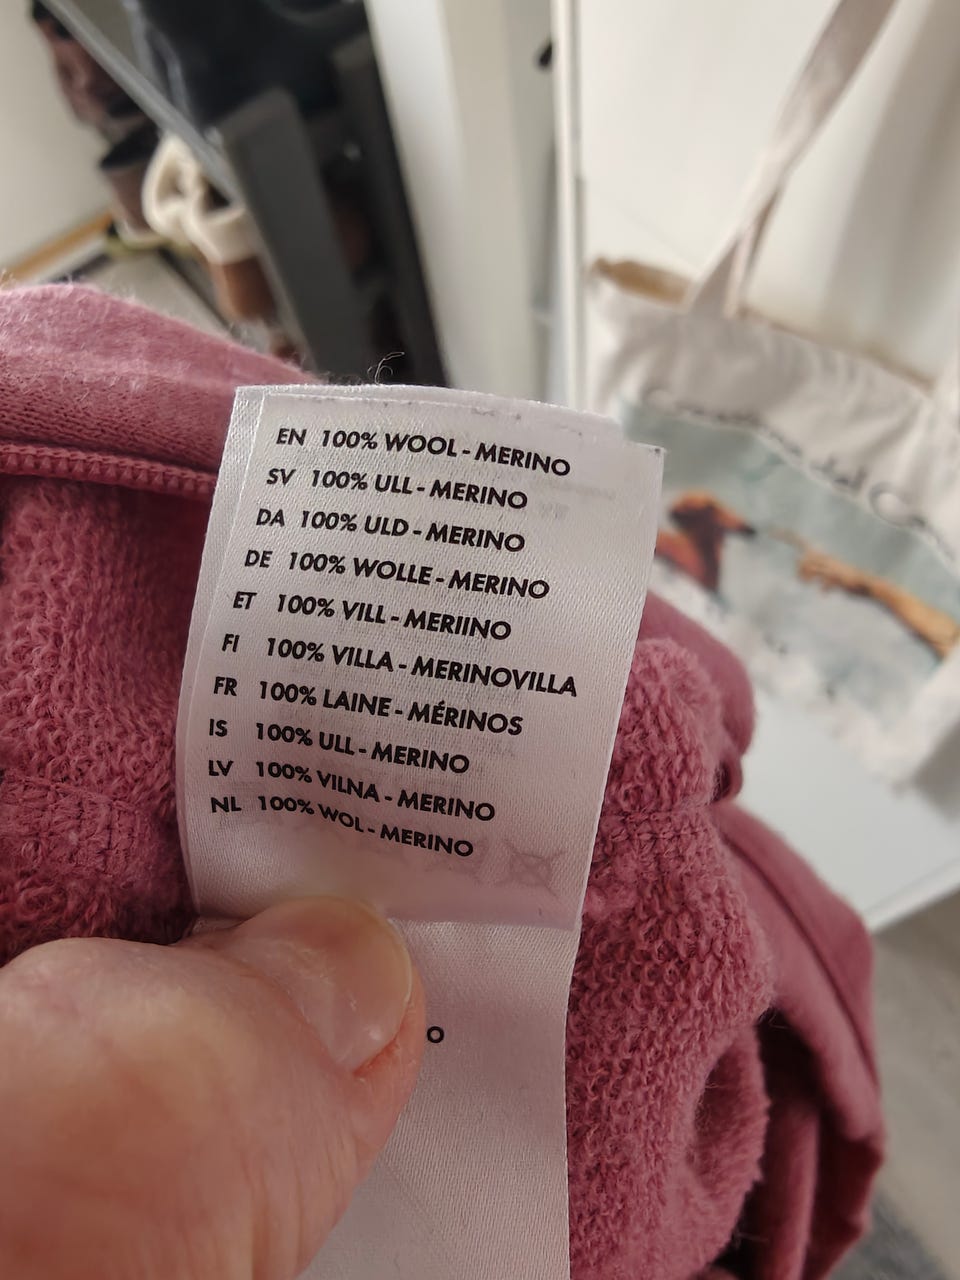 EN 100% WOOL - MERINO
SV 100% ULL - MERINO
DA 100% ULD - MERINO
DE 100% WOLLE - MERINO
ET 100% VILL - MERIINO
FI 100% VILLA - MERINOVILLA
FR 100% LAINE - MÉRINOS
IS 100% ULL - MERINO
LV 100% VILNA - MERINO
NL 100% WOL - MERINO
O